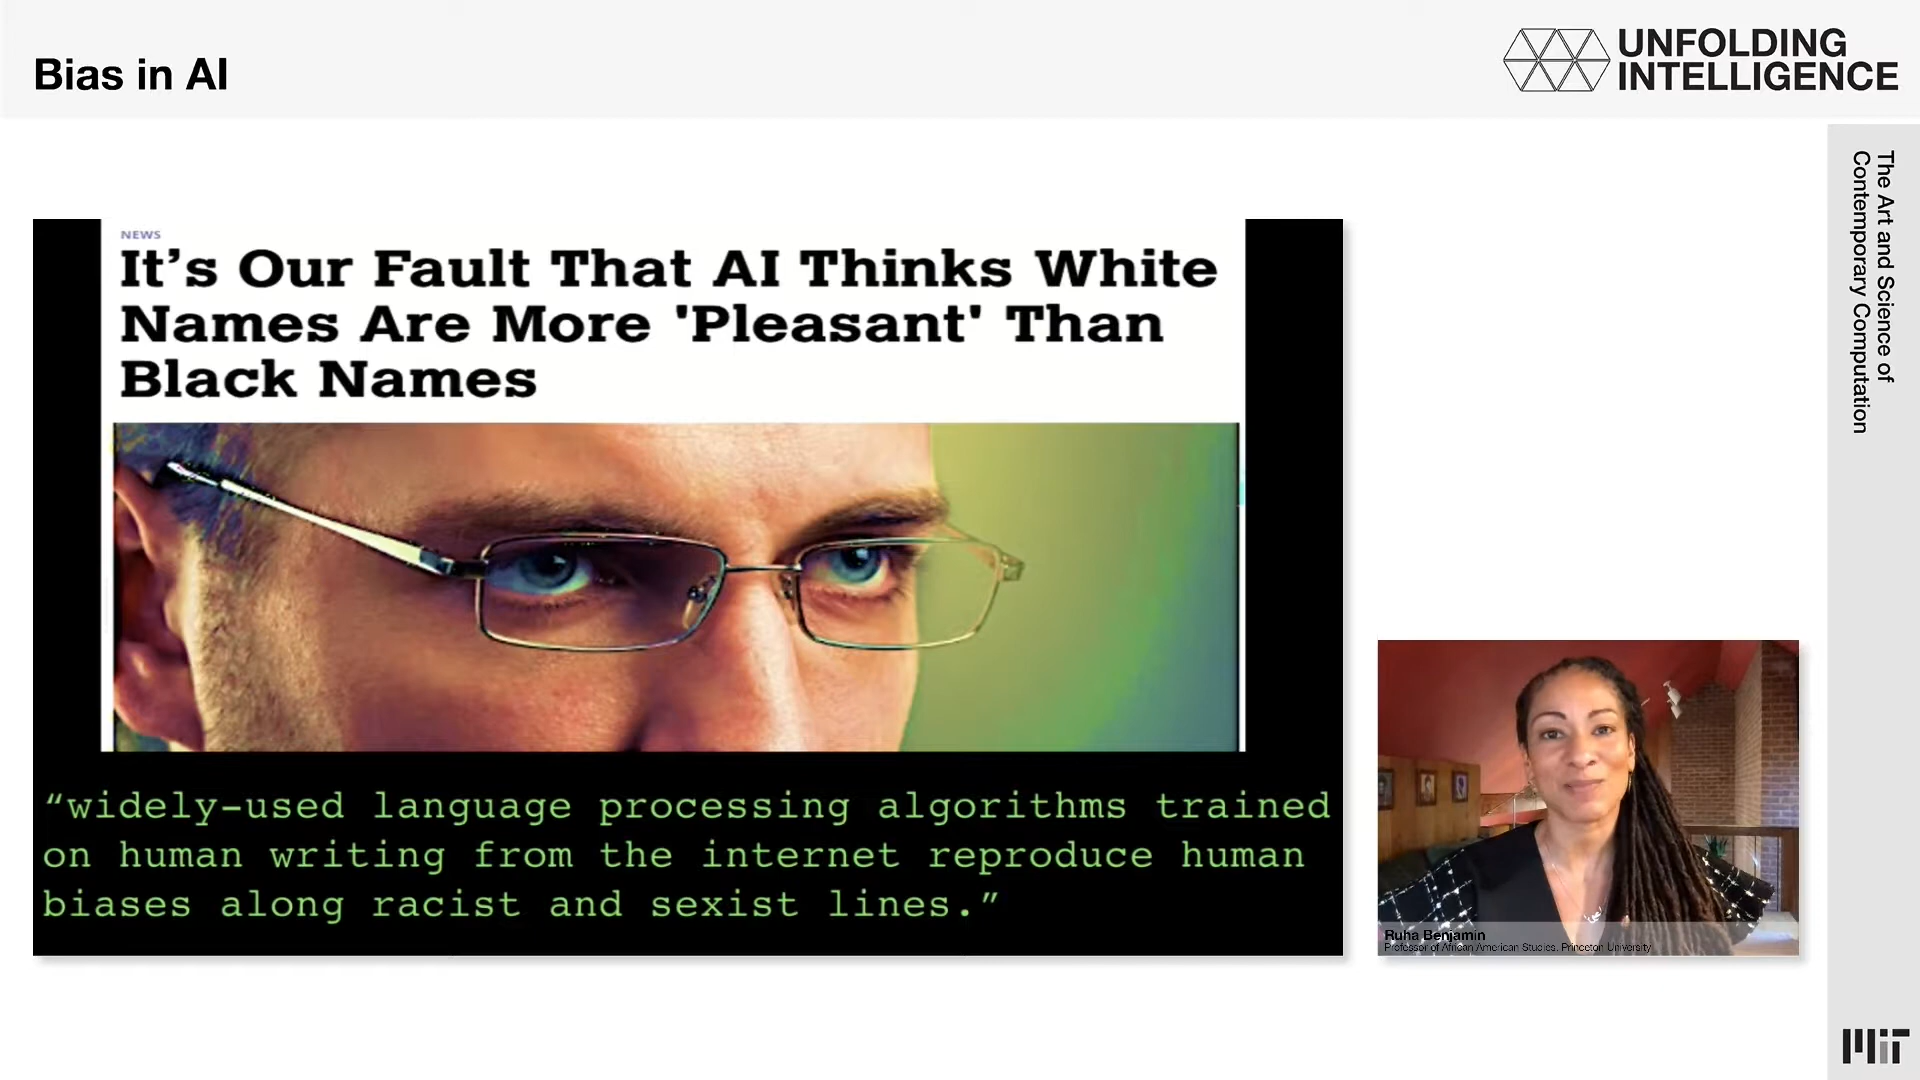 Bias in AI
UNFOLDING
INTELLIGENCE
The Art and Science of
Contemporary Computation
NEWS
It’s Our Fault That AI Thinks White
Names Are More 'Pleasant' Than
Black Names
“widely-used language processing algorithms trained
on human writing from the internet reproduce human
biases along racist and sexist lines.”
Ruha Benjamin
Professor of African American Studies, Princeton University
MIT